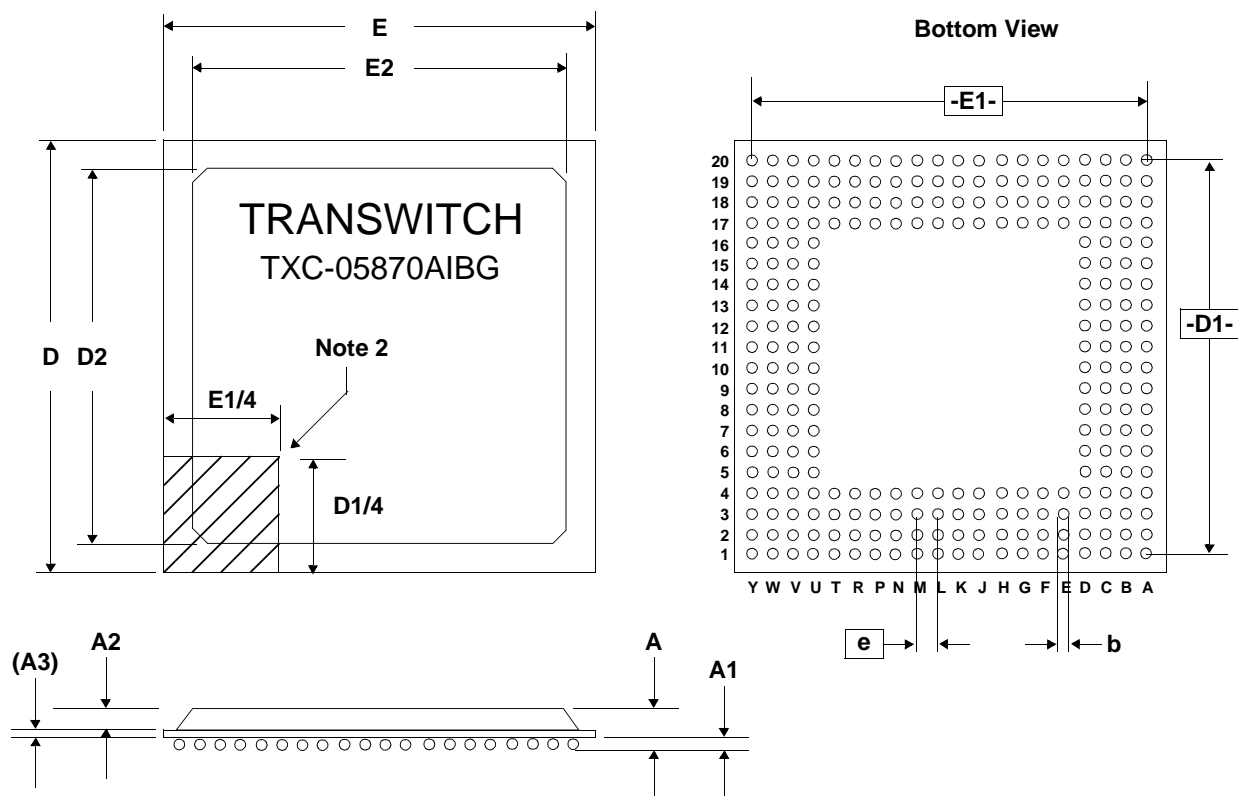 E
E2
Bottom View
-E1-
TRANSWITCH
TXC-05870AIBG
Note 2
D
D2
E1/4
D1/4
20
19
18
17
16
15
14
13
12
11
10
9
8
7
6
5
4
3
2
1
-D1-
Y W V U T R P N M L K J H G F E D C B A
e
b
(A3)
A2
A
A1